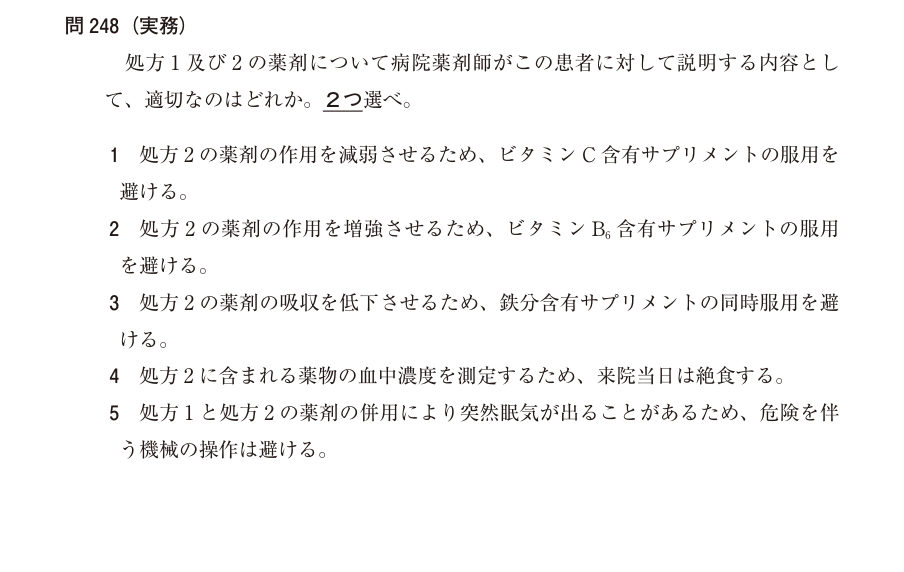 問 248（実務）
処方 1 及び 2 の薬剤について病院薬剤師がこの患者に対して説明する内容とし
て、適切なのはどれか。２つ選べ。
1 処方 2 の薬剤の作用を減弱させるため、ビタミン C 含有サプリメントの服用を
避ける。
2 処方 2 の薬剤の作用を増強させるため、ビタミン B₆ 含有サプリメントの服用
を避ける。
3 処方 2 の薬剤の吸収を低下させるため、鉄分含有サプリメントの同時服用を避
ける。
4 処方 2 に含まれる薬物の血中濃度を測定するため、来院当日は絶食する。
5 処方 1 と処方 2 の薬剤の併用により突然眠気が出ることがあるため、危険を伴
う機械の操作は避ける。